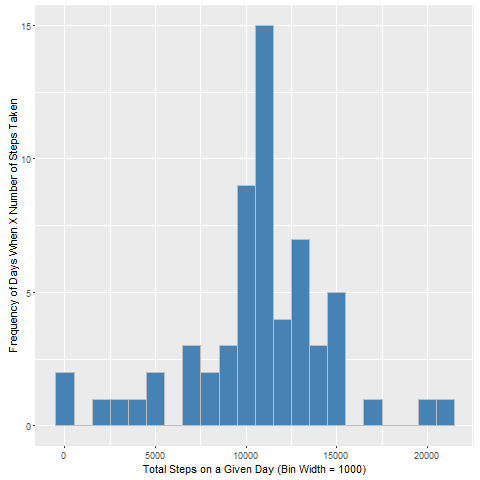 15
10
5
0
Frequency of Days When X Number of Steps Taken
0 5000 10000 15000 20000
Total Steps on a Given Day (Bin Width = 1000)